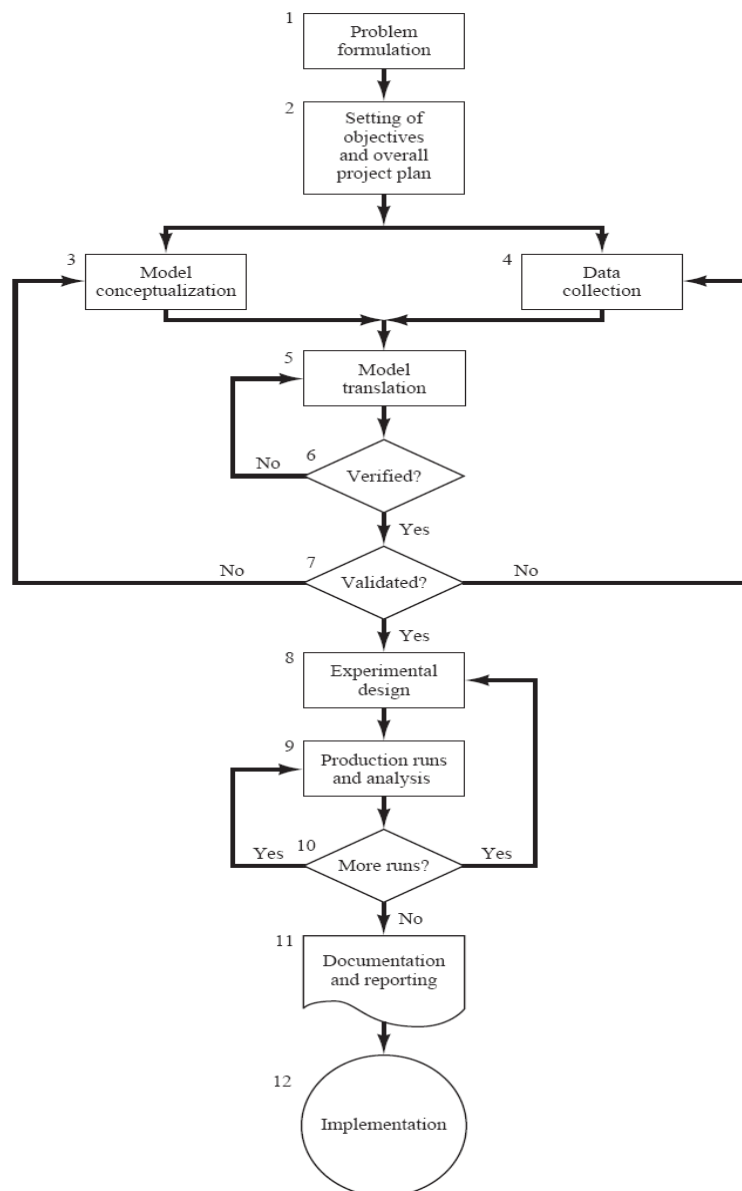 1
Problem
formulation
2
Setting of
objectives
and overall
project plan
3
Model
conceptualization
4
Data
collection
5
Model
translation
6
Verified?
No
Yes
7
Validated?
No
No
Yes
8
Experimental
design
9
Production runs
and analysis
10
More runs?
Yes
Yes
No
11
Documentation
and reporting
12
Implementation